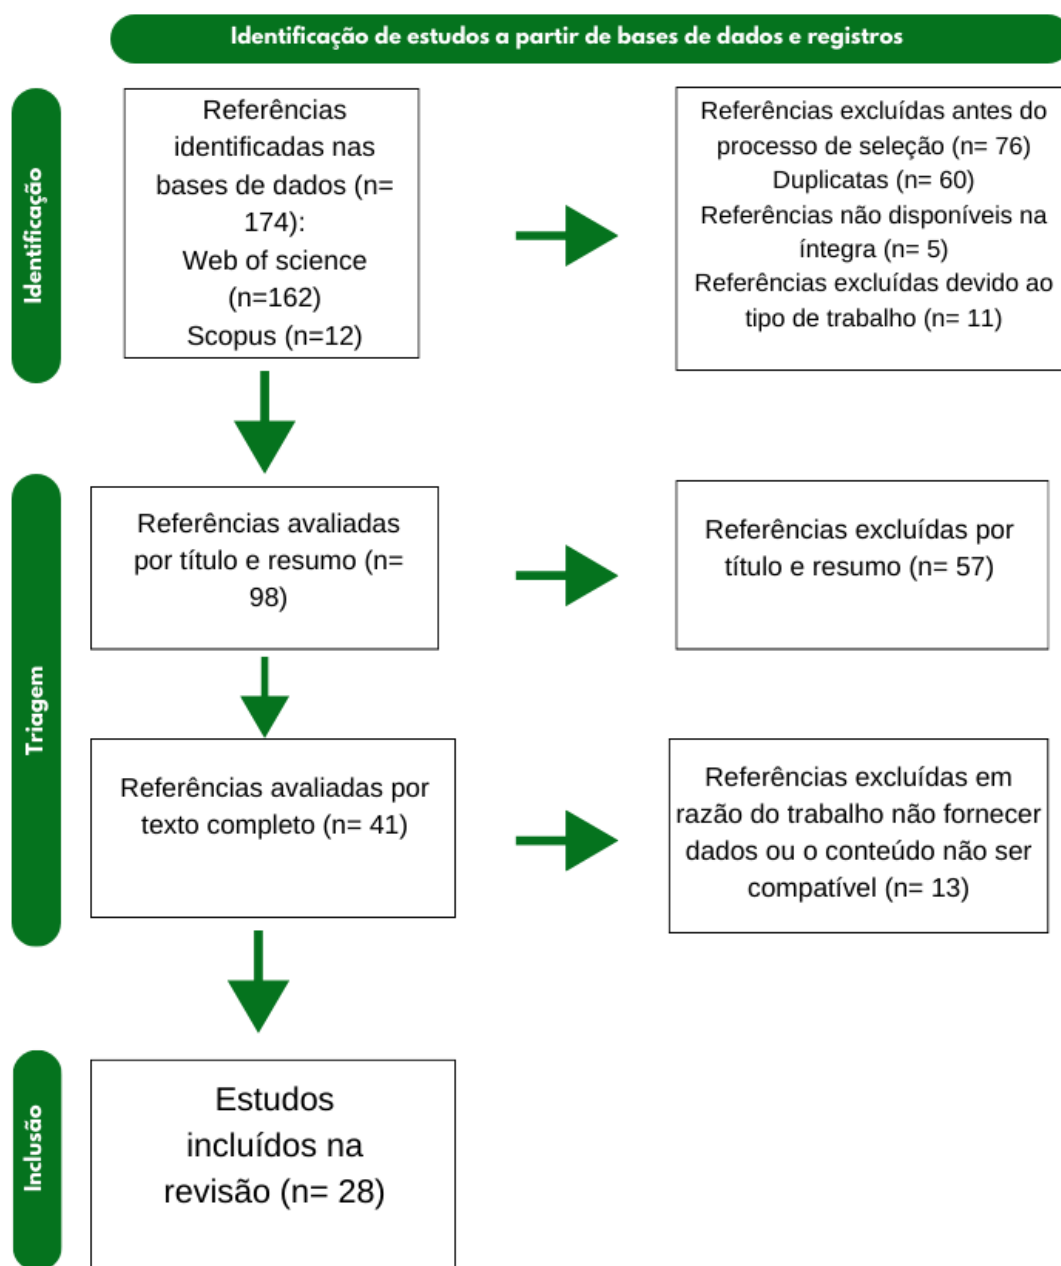 Identificação de estudos a partir de bases de dados e registros
Identificação
Referências
identificadas nas
bases de dados (n=
174):
Web of science
(n=162)
Scopus (n=12)
Referências excluídas antes do
processo de seleção (n= 76)
Duplicatas (n= 60)
Referências não disponíveis na
íntegra (n= 5)
Referências excluídas devido ao
tipo de trabalho (n= 11)
Triagem
Referências avaliadas
por título e resumo (n=
98)
Referências excluídas por
título e resumo (n= 57)
Referências avaliadas por
texto completo (n= 41)
Referências excluídas em
razão do trabalho não fornecer
dados ou o conteúdo não ser
compatível (n= 13)
Inclusão
Estudos
incluídos na
revisão (n= 28)